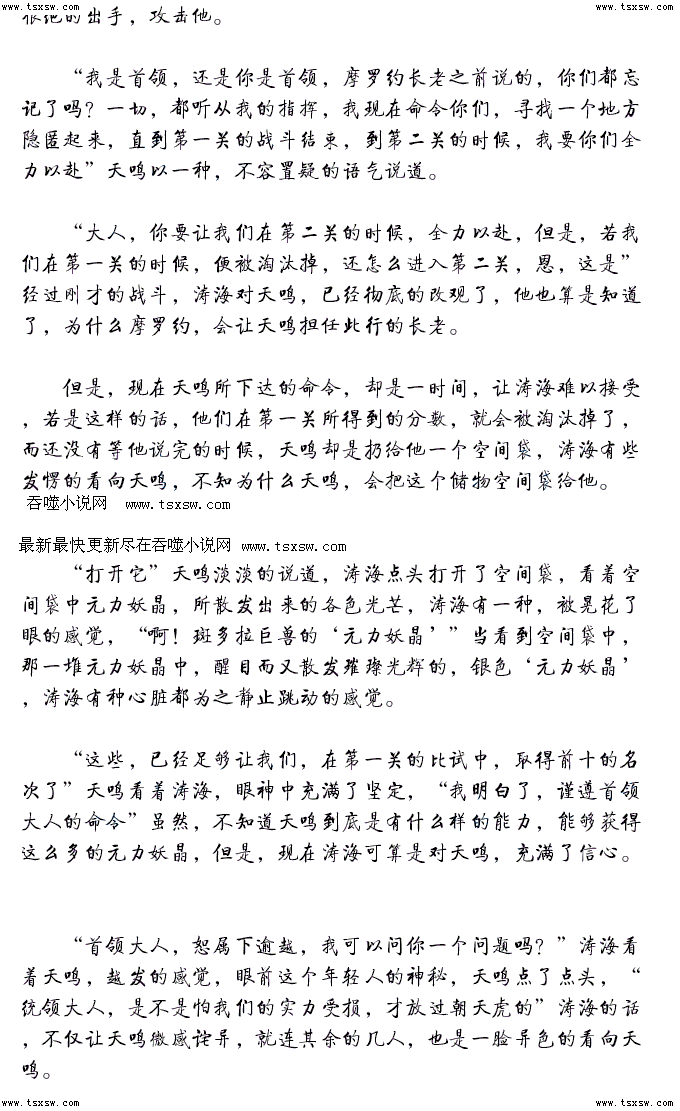 www.tsxsw.com www.tsxsw.com
的出手，攻击他。
“我是首领，还是你是首领，摩罗约长老之前说的，你们都忘
记了吗？一切，都听从我的指挥，我现在命令你们，寻找一个地方
隐匿起来，直到第一关的战斗结束，到第二关的时候，我要你们全
力以赴”天鸣以一种，不容置疑的语气说道。
“大人，你要让我们在第二关的时候，全力以赴，但是，若我
们在第一关的时候，便被淘汰掉，还怎么进入第二关，恩，这是”
经过刚才的战斗，涛海对天鸣，已经彻底的改观了，他也算是知道
了，为什么摩罗约，会让天鸣担任此行的长老。
但是，现在天鸣所下达的命令，却是一时间，让涛海难以接受
，若是这样的话，他们在第一关所得到的分数，就会被淘汰掉了，
而还没有等他说完的时候，天鸣却是扔给他一个空间袋，涛海有些
发愣的看向天鸣，不知为什么天鸣，会把这个储物空间袋给他。
吞噬小说网 www.tsxsw.com
最新最快更新尽在吞噬小说网 www.tsxsw.com
“打开它”天鸣淡淡的说道，涛海点头打开了空间袋，看着空
间袋中元力妖晶，所散发出来的各色光芒，涛海有一种，被晃花了
眼的感觉，“啊！斑多拉巨兽的‘元力妖晶’”当看到空间袋中，
那一堆元力妖晶中，醒目而又散发璀璨光辉的，银色‘元力妖晶’
，涛海有种心脏都为之静止跳动的感觉。
“这些，已经足够让我们，在第一关的比试中，取得前十的名
次了”天鸣看着涛海，眼神中充满了坚定，“我明白了，谨遵首领
大人的命令”虽然，不知道天鸣到底是有什么样的能力，能够获得
这么多的元力妖晶，但是，现在涛海可算是对天鸣，充满了信心。
“首领大人，恕属下逾越，我可以问你一个问题吗？”涛海看
着天鸣，越发的感觉，眼前这个年轻人的神秘，天鸣点了点头，“
统领大人，是不是怕我们的实力受损，才放过朝天虎的”涛海的话
，不仅让天鸣微感诧异，就连其余的几人，也是一脸异色的看向天
鸣。
www.tsxsw.com www.tsxsw.com